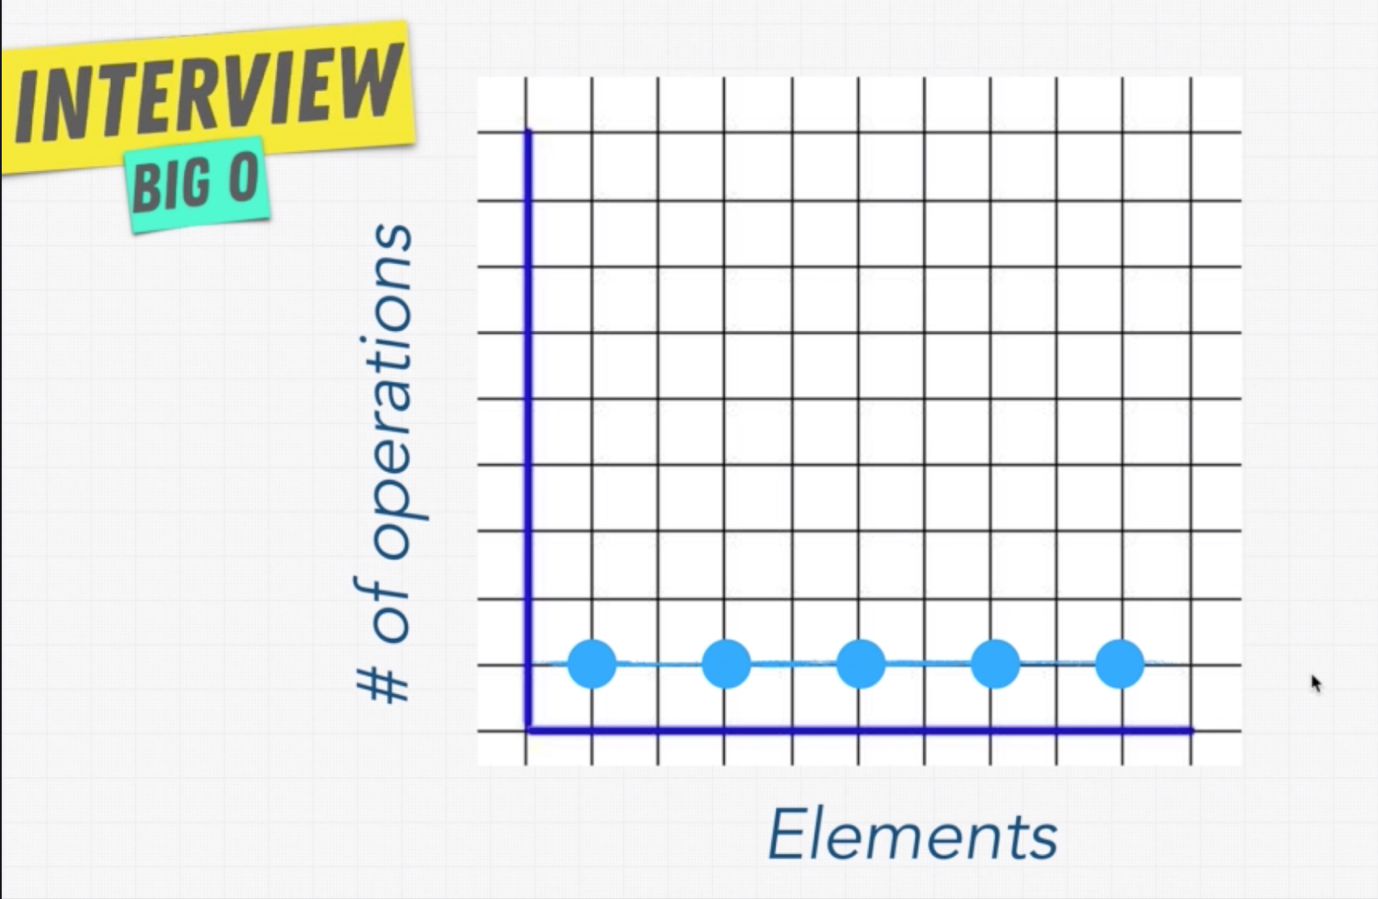 INTERVIEW
BIG O
# of operations
Elements